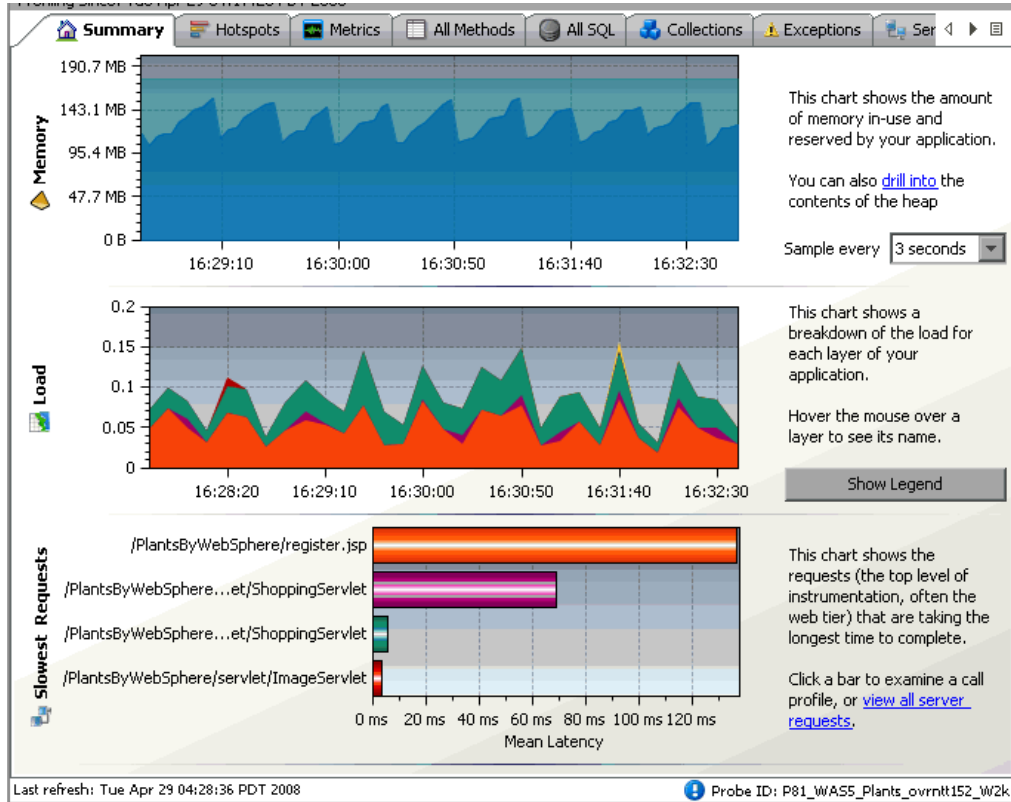 Profiling Since: Tue Apr 29 04:17:26 PDT 2008
Summary Hotspots Metrics All Methods All SQL Collections Exceptions Ser
Memory
190.7 MB
143.1 MB
95.4 MB
47.7 MB
0 B
16:29:10 16:30:00 16:30:50 16:31:40 16:32:30
This chart shows the amount
of memory in-use and
reserved by your application.
You can also drill into the
contents of the heap
Sample every 3 seconds
Load
0.2
0.15
0.1
0.05
0
16:28:20 16:29:10 16:30:00 16:30:50 16:31:40 16:32:30
This chart shows a
breakdown of the load for
each layer of your
application.
Hover the mouse over a
layer to see its name.
Show Legend
Slowest Requests
/PlantsByWebSphere/register.jsp
/PlantsByWebSphere...et/ShoppingServlet
/PlantsByWebSphere...et/ShoppingServlet
/PlantsByWebSphere/servlet/ImageServlet
0 ms 20 ms 40 ms 60 ms 80 ms 100 ms 120 ms
Mean Latency
This chart shows the
requests (the top level of
instrumentation, often the
web tier) that are taking the
longest time to complete.
Click a bar to examine a call
profile, or view all server
requests.
Last refresh: Tue Apr 29 04:28:36 PDT 2008
Probe ID: P81_WAS5_Plants_ovrntt152_W2k